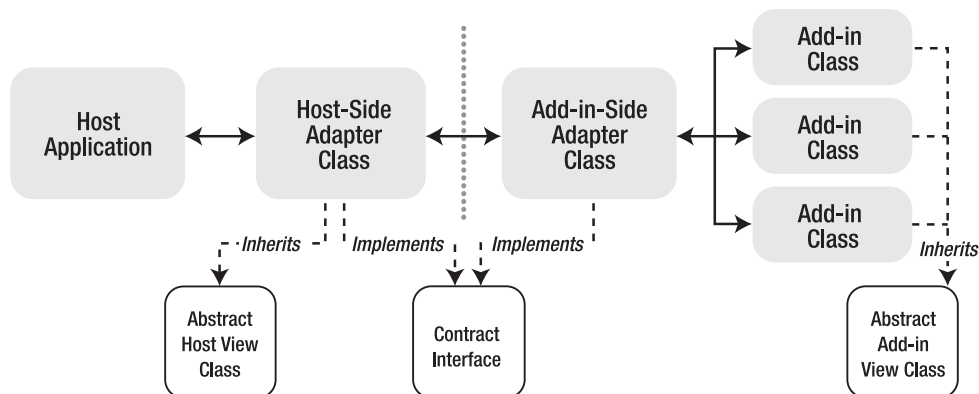 Host
Application
Host-Side
Adapter
Class
Add-in-Side
Adapter
Class
Add-in
Class
Add-in
Class
Add-in
Class
Inherits
Implements
Implements
Inherits
Abstract
Host View
Class
Contract
Interface
Abstract
Add-in
View Class